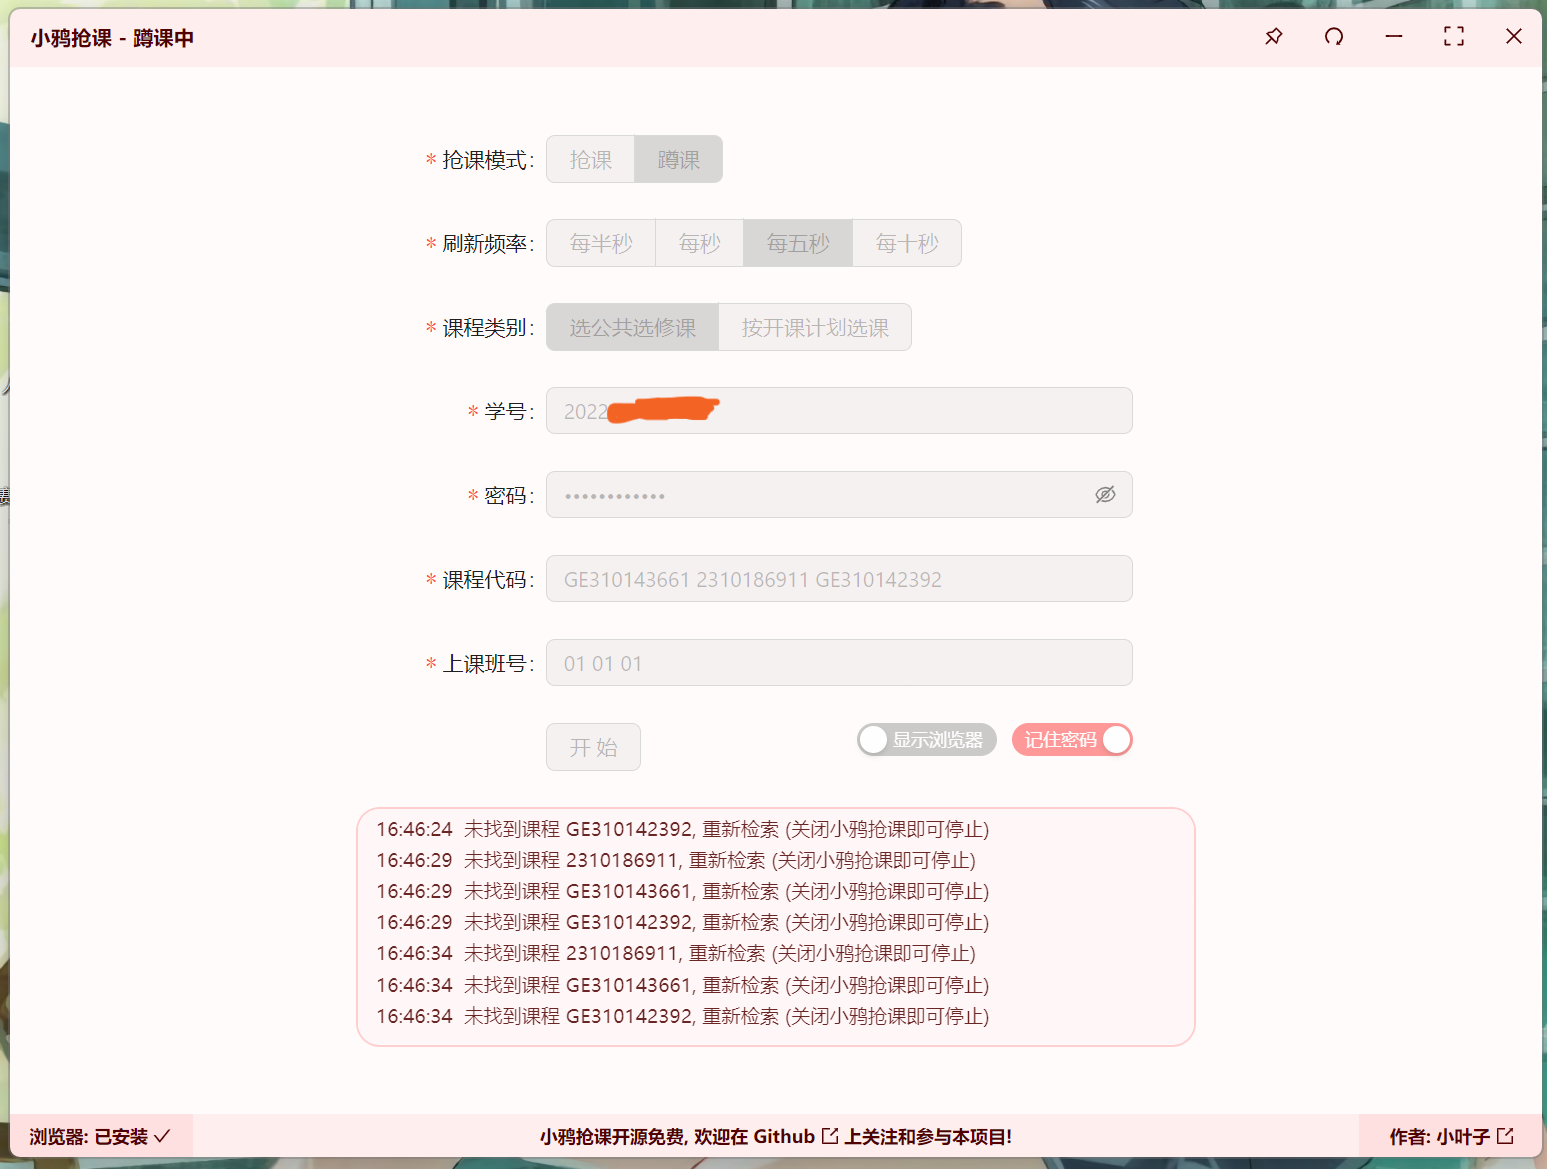 小鸦抢课 - 蹲课中
* 抢课模式: 抢课 蹲课
* 刷新频率: 每半秒 每秒 每五秒 每十秒
* 课程类别: 选公共选修课 按开课计划选课
* 学号: 2022
* 密码: ••••••••••••
* 课程代码: GE310143661 2310186911 GE310142392
* 上课班号: 01 01 01
开 始 显示浏览器 记住密码
16:46:24 未找到课程 GE310142392, 重新检索 (关闭小鸦抢课即可停止)
16:46:29 未找到课程 2310186911, 重新检索 (关闭小鸦抢课即可停止)
16:46:29 未找到课程 GE310143661, 重新检索 (关闭小鸦抢课即可停止)
16:46:29 未找到课程 GE310142392, 重新检索 (关闭小鸦抢课即可停止)
16:46:34 未找到课程 2310186911, 重新检索 (关闭小鸦抢课即可停止)
16:46:34 未找到课程 GE310143661, 重新检索 (关闭小鸦抢课即可停止)
16:46:34 未找到课程 GE310142392, 重新检索 (关闭小鸦抢课即可停止)
浏览器: 已安装 ✓ 小鸦抢课开源免费, 欢迎在 Github 上关注和参与本项目! 作者: 小叶子